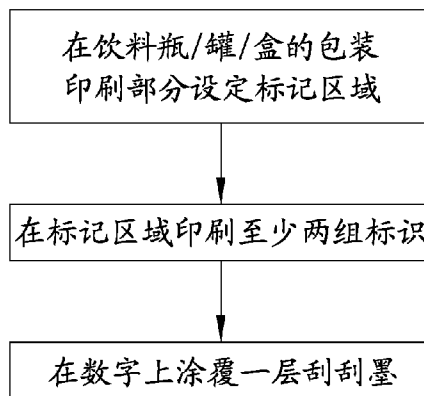 在饮料瓶/罐/盒的包装
印刷部分设定标记区域
在标记区域印刷至少两组标识
在数字上涂覆一层刮刮墨